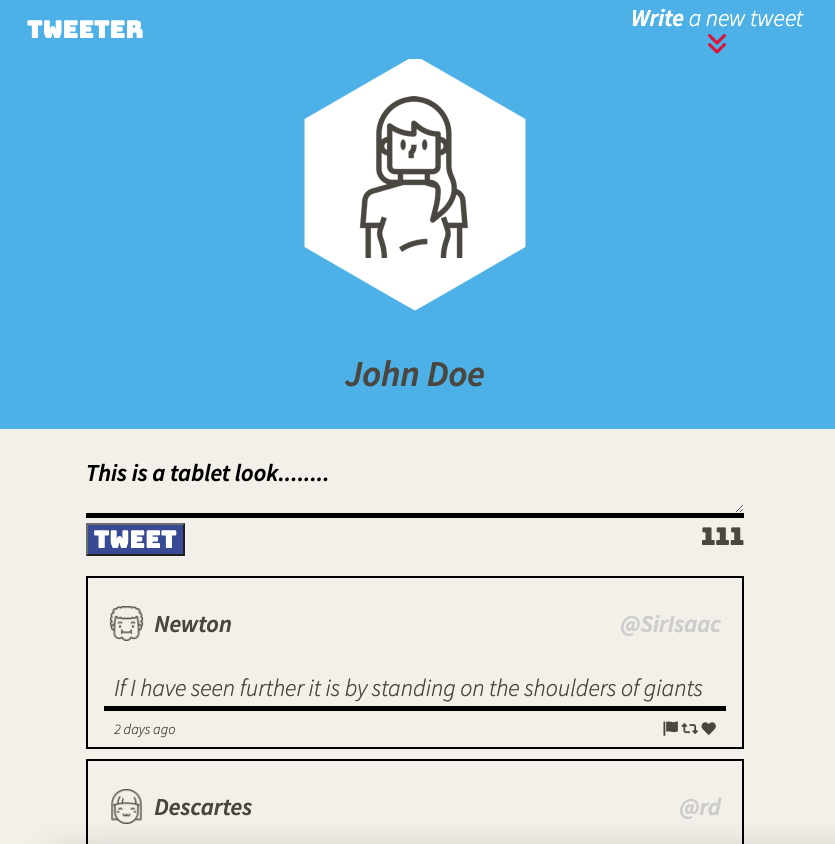 TWEETER
Write a new tweet
John Doe
This is a tablet look........
TWEET
111
Newton
@SirIsaac
If I have seen further it is by standing on the shoulders of giants
2 days ago
Descartes
@rd